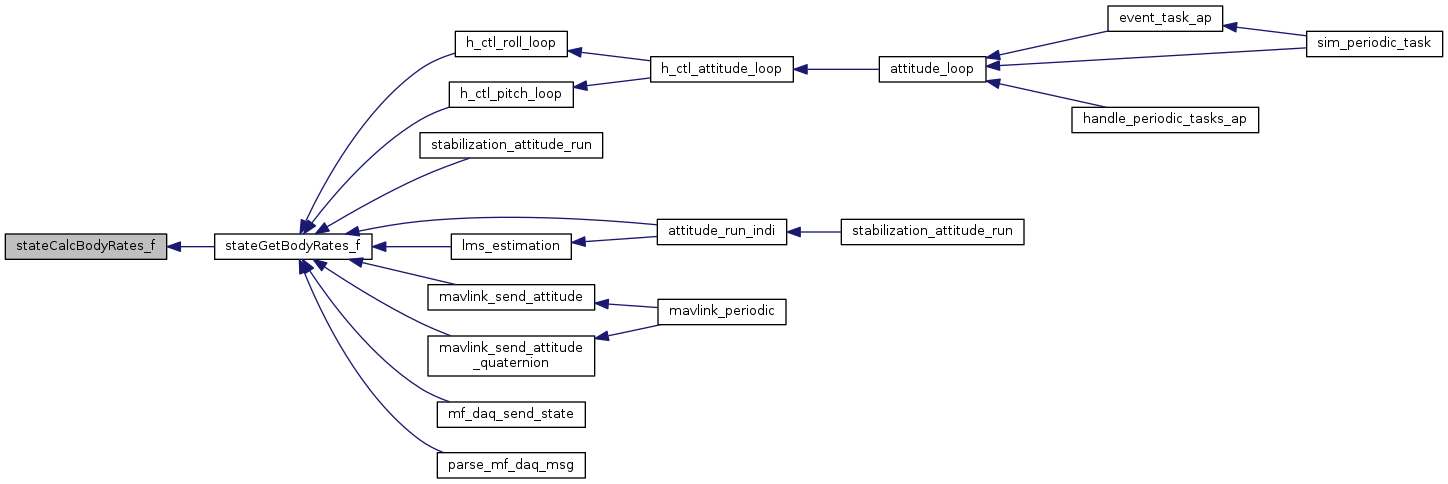 event_task_ap
h_ctl_roll_loop
sim_periodic_task
h_ctl_attitude_loop
attitude_loop
h_ctl_pitch_loop
handle_periodic_tasks_ap
stabilization_attitude_run
attitude_run_indi
stabilization_attitude_run
stateCalcBodyRates_f
stateGetBodyRates_f
lms_estimation
mavlink_send_attitude
mavlink_periodic
mavlink_send_attitude
_quaternion
mf_daq_send_state
parse_mf_daq_msg